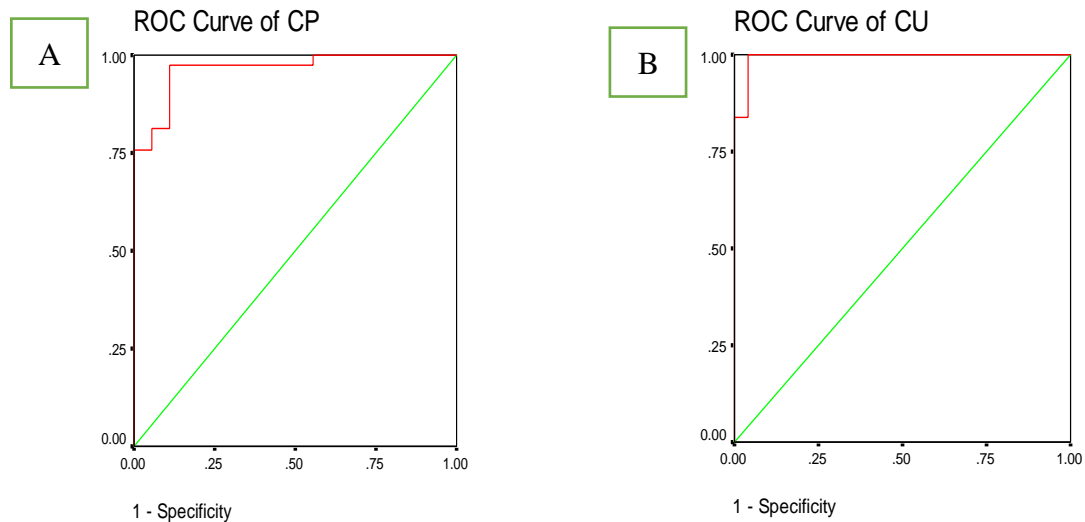 A
ROC Curve of CP
1.00
.75
.50
.25
0.00
0.00 .25 .50 .75 1.00
1 - Specificity
B
ROC Curve of CU
1.00
.75
.50
.25
0.00
0.00 .25 .50 .75 1.00
1 - Specificity